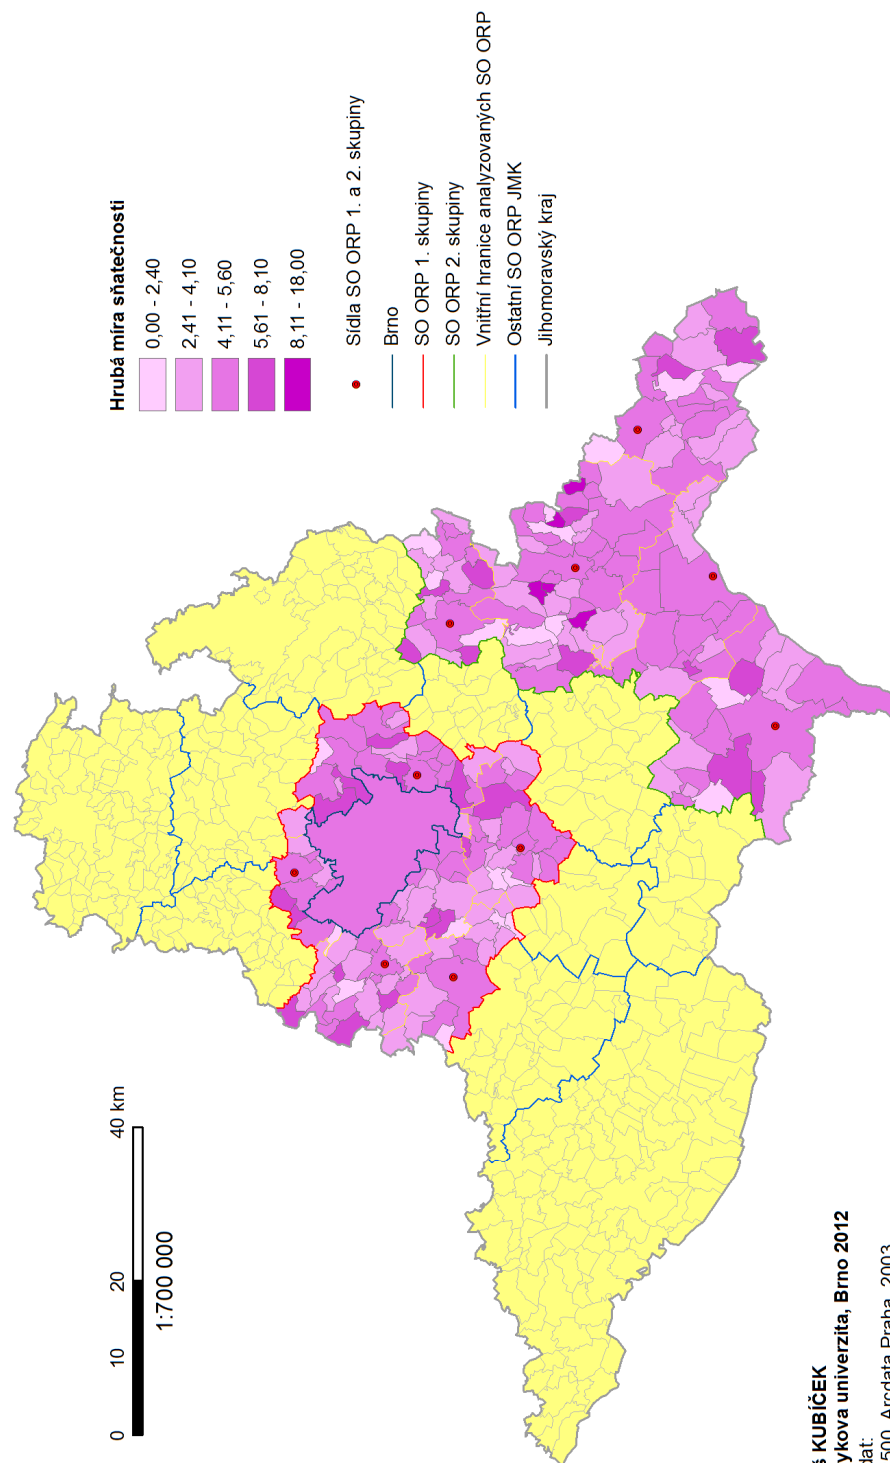 Hrubá míra sňatečnosti
0,00 - 2,40
2,41 - 4,10
4,11 - 5,60
5,61 - 8,10
8,11 - 18,00
Sídla SO ORP 1. a 2. skupiny
Brno
SO ORP 1. skupiny
SO ORP 2. skupiny
Vnitřní hranice analyzovaných SO ORP
Ostatní SO ORP JMK
Jihomoravský kraj
0 10 20 40 km
1:700 000
KUBÍČEK
univerzita, Brno 2012
500, Arcdata Praha, 2003